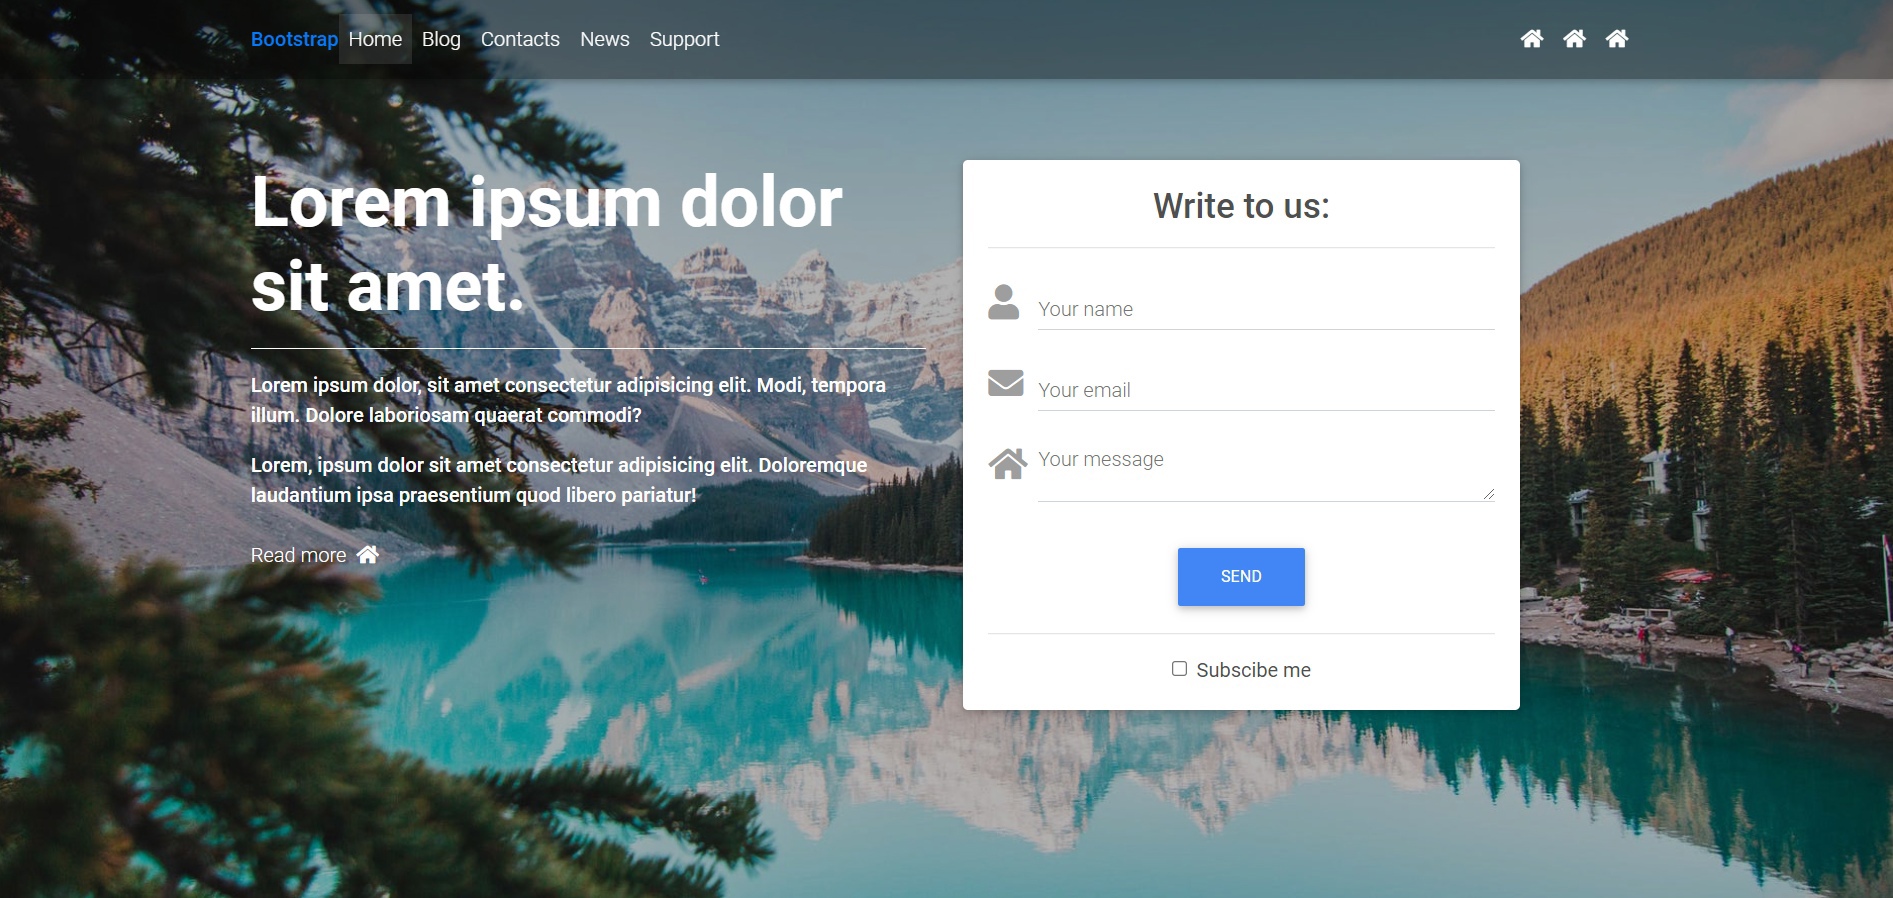 Bootstrap Home Blog Contacts News Support
Lorem ipsum dolor
sit amet.
Lorem ipsum dolor, sit amet consectetur adipisicing elit. Modi, tempora
illum. Dolore laboriosam quaerat commodi?
Lorem, ipsum dolor sit amet consectetur adipisicing elit. Doloremque
laudantium ipsa praesentium quod libero pariatur!
Read more
Write to us:
Your name
Your email
Your message
SEND
Subscibe me